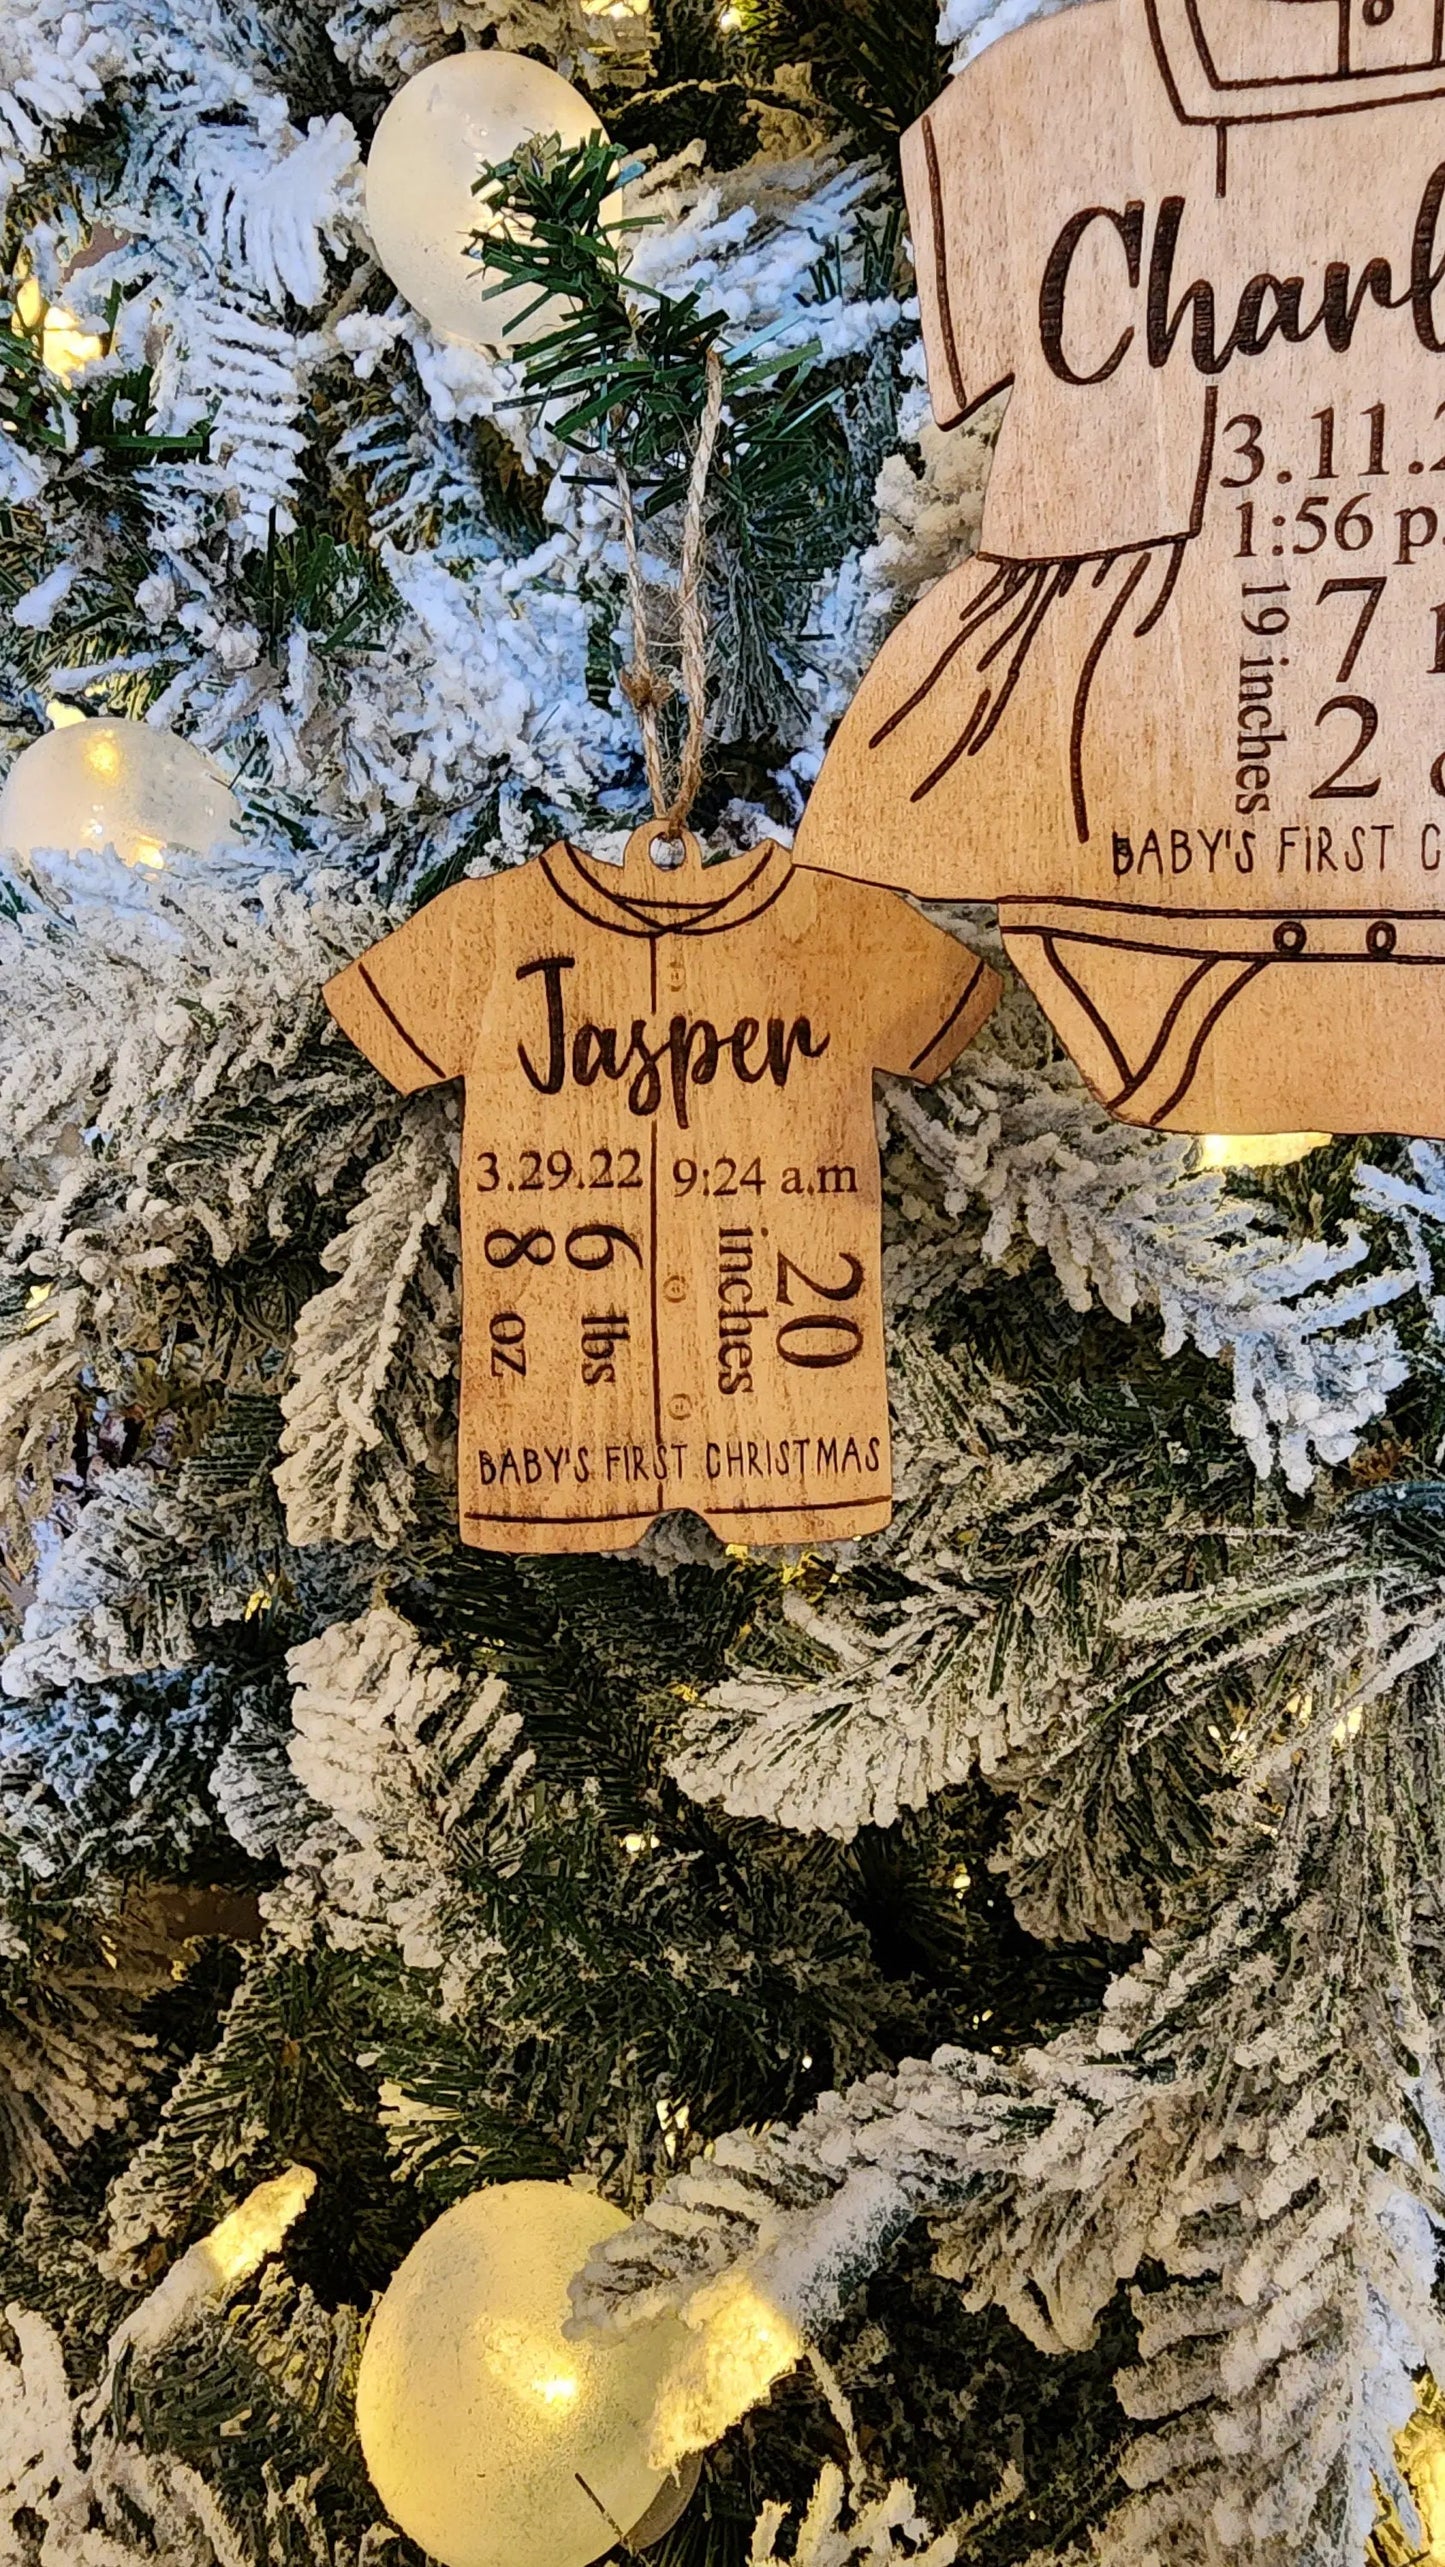 3.11.
1:56 p.
19 inches
7
2
BABY'S FIRST
Jasper
3.29.22 9:24 a.m
6 lbs
8 oz
20
inches
BABY'S FIRST CHRISTMAS